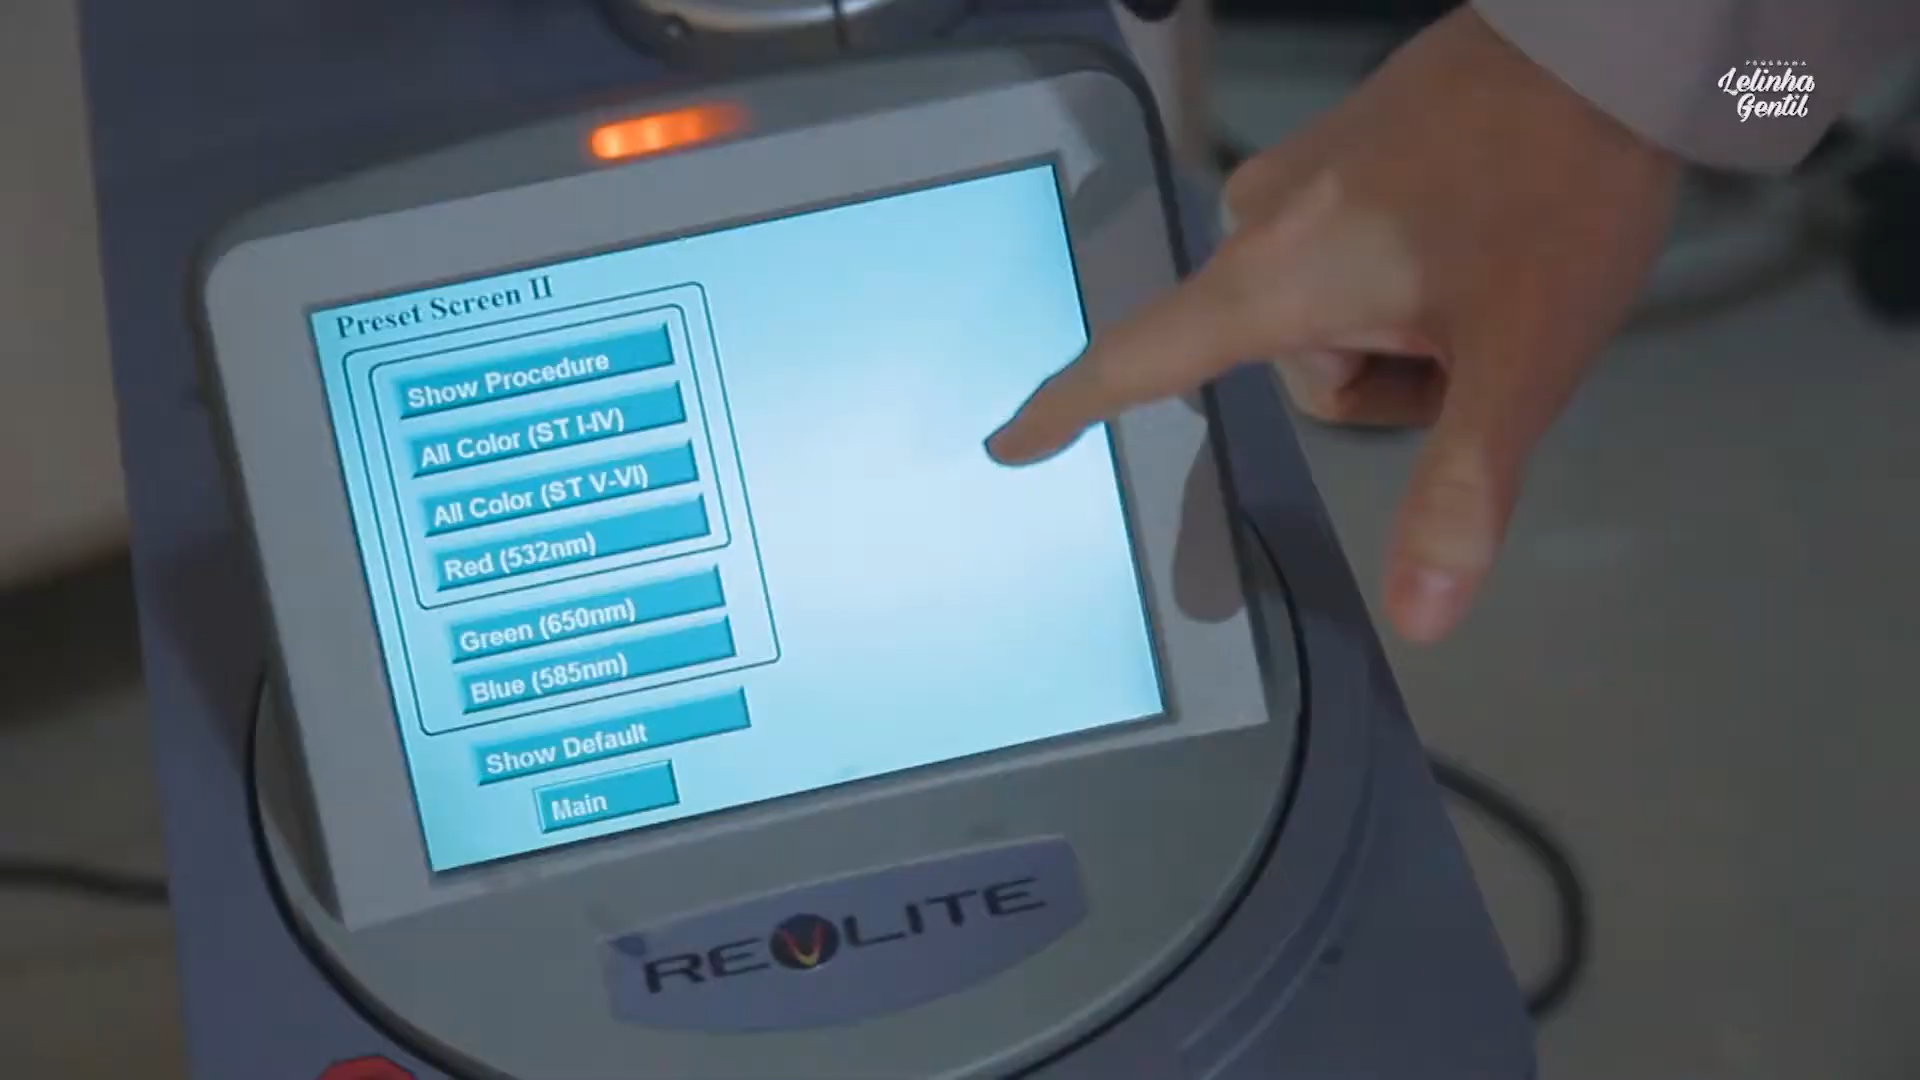 PROGRAMA
Lelinha
Gentil
Preset Screen II
Show Procedure
All Color (ST I-IV)
All Color (ST V-VI)
Red (532nm)
Green (650nm)
Blue (585nm)
Show Default
Main
REVLITE